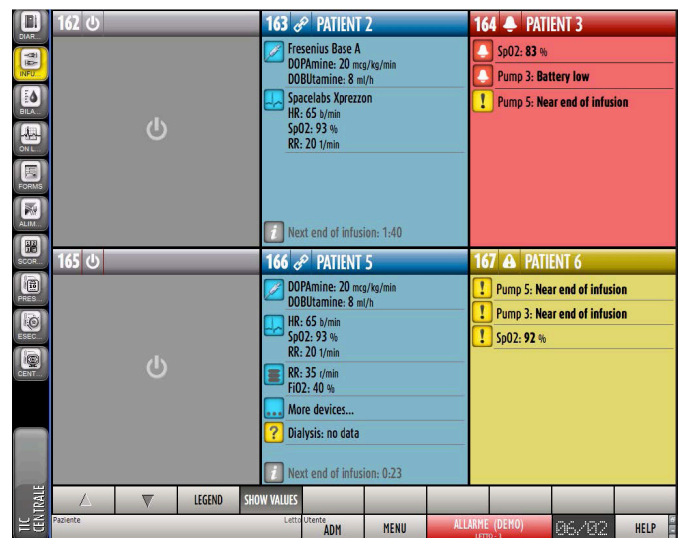 DIAR...
INFU...
BILA...
ON L...
FORMS
ALIM...
SCOR...
PRES...
ESEC...
CENT...
TIC
CENTRALE
162
163 PATIENT 2
Fresenius Base A
DOPAmine: 20 mcg/kg/min
DOBUtamine: 8 ml/h
Spacelabs Xprezzon
HR: 65 b/min
SpO2: 93 %
RR: 20 1/min
Next end of infusion: 1:40
164 PATIENT 3
SpO2: 83 %
Pump 3: Battery low
Pump 5: Near end of infusion
165
166 PATIENT 5
DOPAmine: 20 mcg/kg/min
DOBUtamine: 8 ml/h
HR: 65 b/min
SpO2: 93 %
RR: 20 1/min
RR: 35 r/min
FiO2: 40 %
More devices...
Dialysis: no data
Next end of infusion: 0:23
167 PATIENT 6
Pump 5: Near end of infusion
Pump 3: Near end of infusion
SpO2: 92 %
LEGEND
SHOW VALUES
Paziente
Letto
Utente
ADM
MENU
ALLARME (DEMO)
LETTO - 3
06/02
HELP